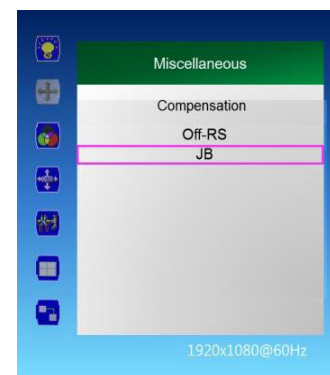 Miscellaneous
Compensation
Off-RS
JB
1920x1080@60Hz